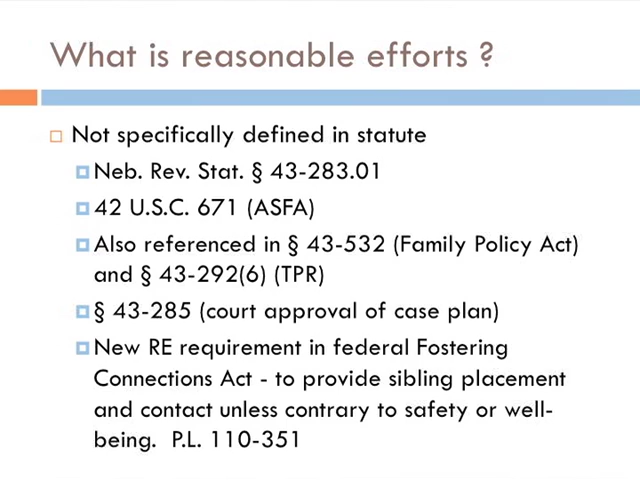 What is reasonable efforts ?
Not specifically defined in statute
Neb. Rev. Stat. § 43-283.01
42 U.S.C. 671 (ASFA)
Also referenced in § 43-532 (Family Policy Act)
and § 43-292(6) (TPR)
§ 43-285 (court approval of case plan)
New RE requirement in federal Fostering
Connections Act - to provide sibling placement
and contact unless contrary to safety or well-
being.  P.L. 110-351